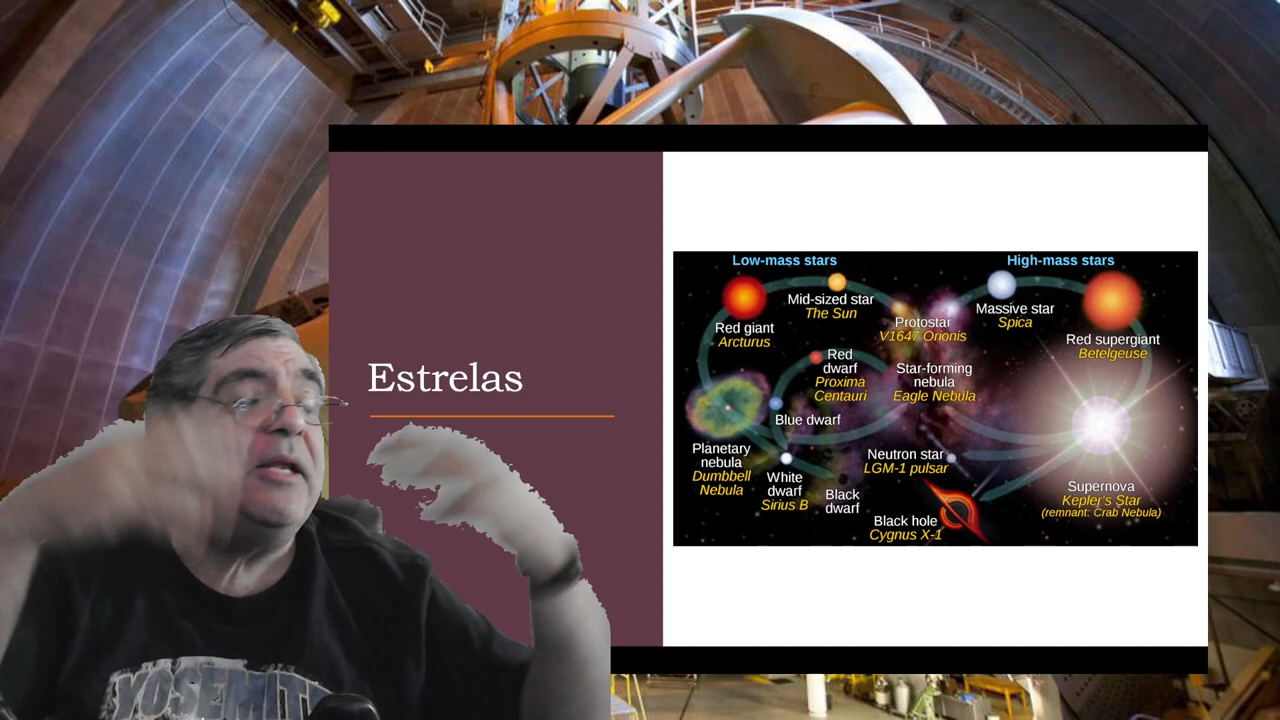 Estrelas
Low-mass stars
High-mass stars
Mid-sized star
The Sun
Red giant
Arcturus
Protostar
V1647 Orionis
Massive star
Spica
Red supergiant
Betelgeuse
Red
dwarf
Proxima
Centauri
Star-forming
nebula
Eagle Nebula
Blue dwarf
Planetary
nebula
Dumbbell
Nebula
White
dwarf
Sirius B
Black
dwarf
Neutron star
LGM-1 pulsar
Black hole
Cygnus X-1
Supernova
Kepler's Star
(remnant: Crab Nebula)
YOSEMIT